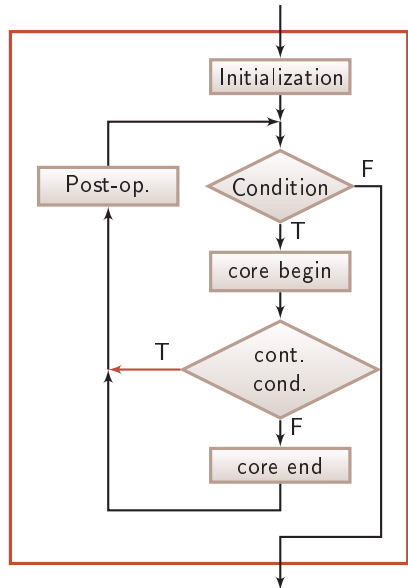 Initialization
Post-op.
Condition
F
T
core begin
T
cont.
cond.
F
core end